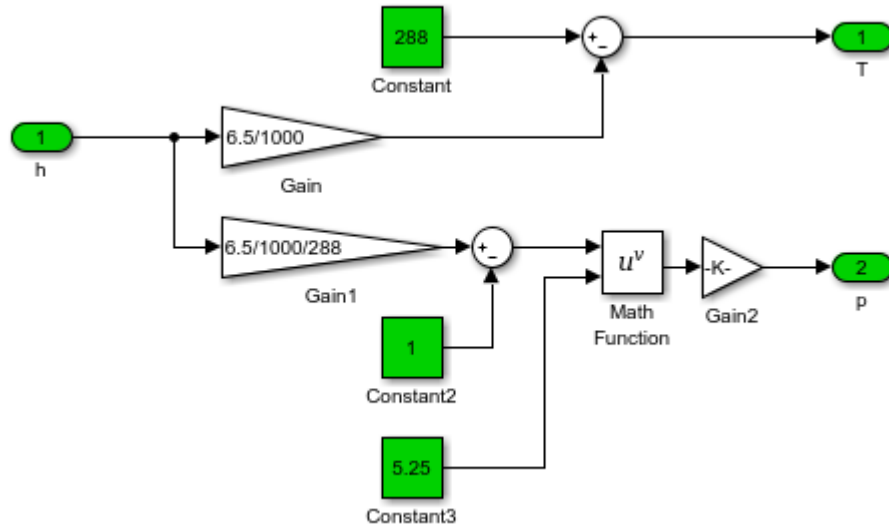 288
+
-
1
Constant
T
1
6.5/1000
h
Gain
6.5/1000/288
+
-
u^v
-K-
2
Gain1
Math
Function
Gain2
p
1
Constant2
5.25
Constant3